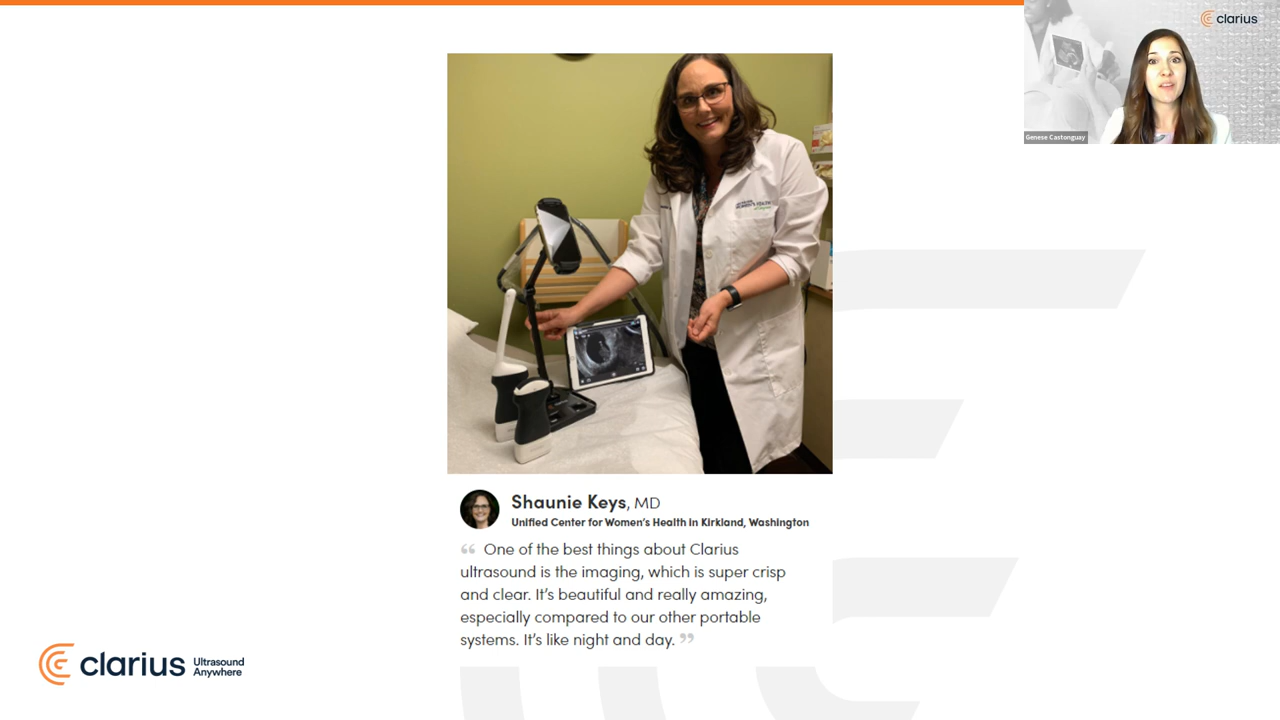 clarius
Genese Castonguay
Shaunie Keys, MD
Unified Center for Women's Health in Kirkland, Washington
“ One of the best things about Clarius
ultrasound is the imaging, which is super crisp
and clear. It's beautiful and really amazing,
especially compared to our other portable
systems. It's like night and day. ”
clarius Ultrasound
Anywhere